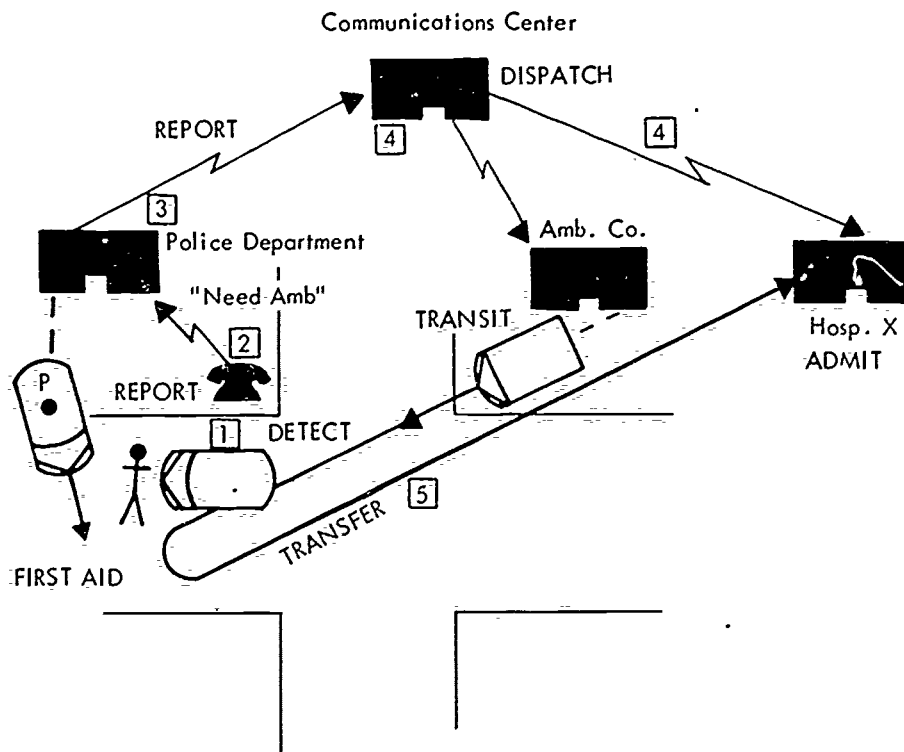 Communications Center
DISPATCH
REPORT
4
4
3
Police Department
Amb. Co.
"Need Amb"
TRANSIT
Hosp. X
ADMIT
2
P
REPORT
1
DETECT
5
TRANSFER
FIRST AID